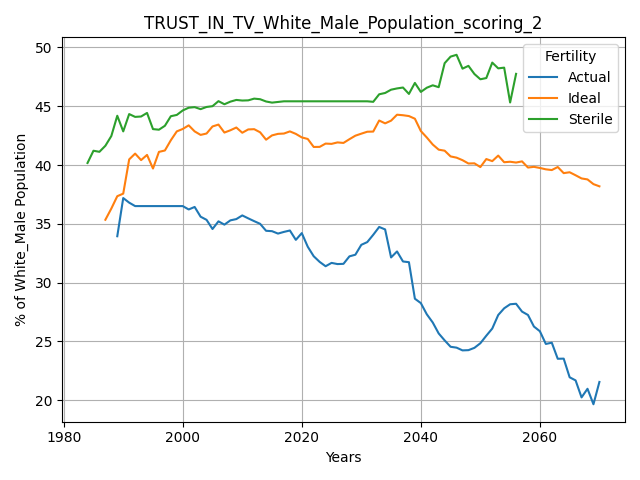 TRUST_IN_TV_White_Male_Population_scoring_2
% of White_Male Population
50
45
40
35
30
25
20
1980
2000
2020
2040
2060
Years
Fertility
Actual
Ideal
Sterile